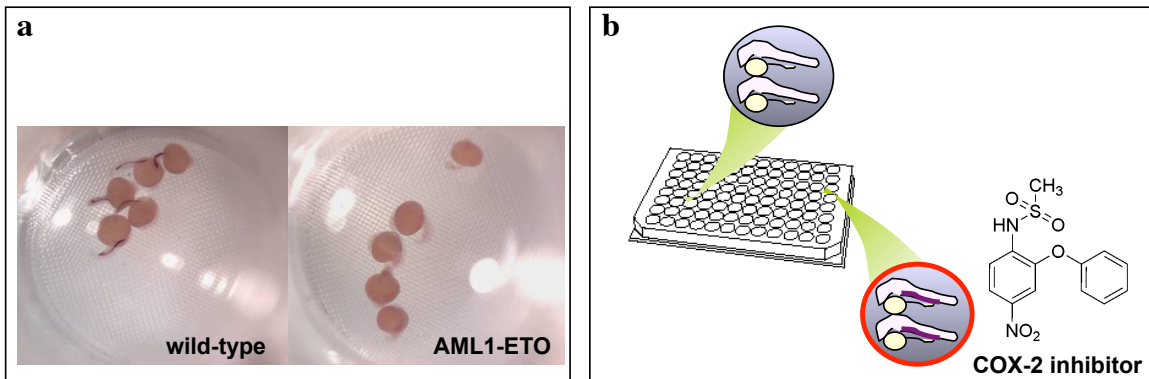 a
wild-type
AML1-ETO
b
CH₃
O
S
O
HN
O
NO₂
COX-2 inhibitor